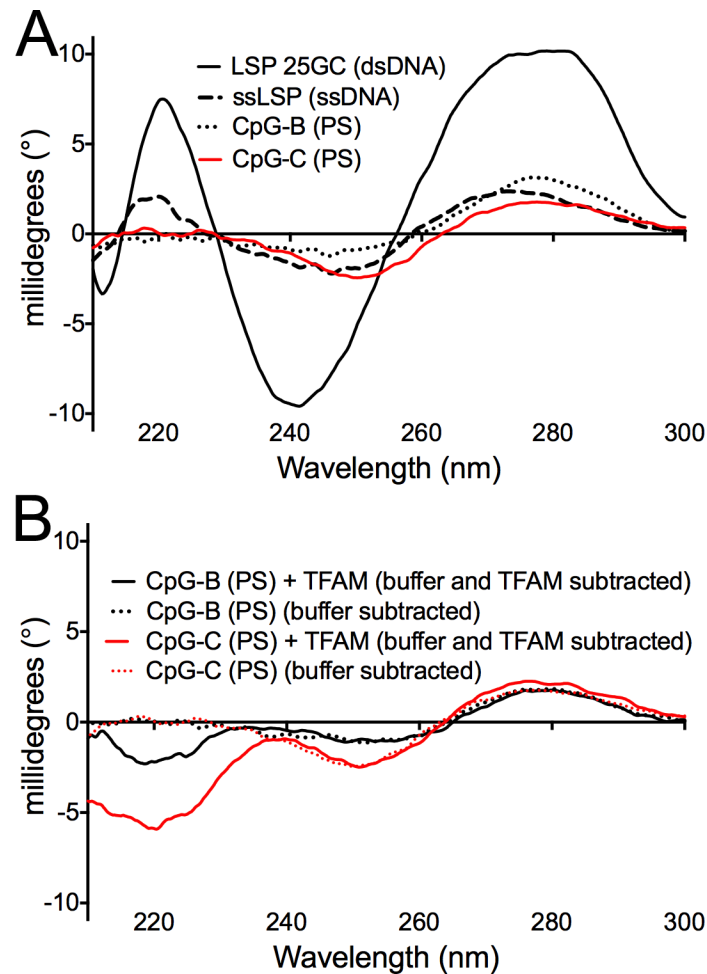 A
10
5
0
-5
-10
millidegrees (°)
LSP 25GC (dsDNA)
ssLSP (ssDNA)
CpG-B (PS)
CpG-C (PS)
220 240 260 280 300
Wavelength (nm)
B
10
5
0
-5
-10
millidegrees (°)
CpG-B (PS) + TFAM (buffer and TFAM subtracted)
CpG-B (PS) (buffer subtracted)
CpG-C (PS) + TFAM (buffer and TFAM subtracted)
CpG-C (PS) (buffer subtracted)
220 240 260 280 300
Wavelength (nm)